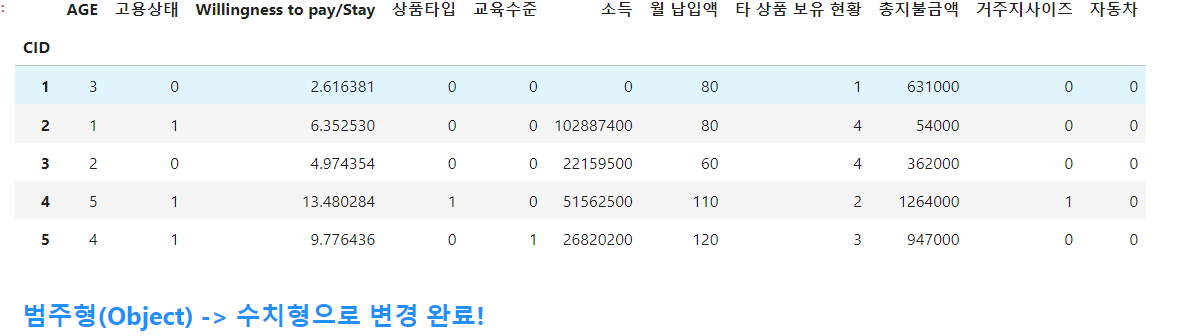 : AGE 고용상태 Willingness to pay/Stay 상품타입 교육수준 소득 월 납입액 타 상품 보유 현황 총지불금액 거주지사이즈 자동차
CID
1 3 0 2.616381 0 0 0 80 1 631000 0 0
2 1 1 6.352530 0 0 102887400 80 4 54000 0 0
3 2 0 4.974354 0 0 22159500 60 4 362000 0 0
4 5 1 13.480284 1 0 51562500 110 2 1264000 1 0
5 4 1 9.776436 0 1 26820200 120 3 947000 0 0
범주형(Object) -> 수치형으로 변경 완료!